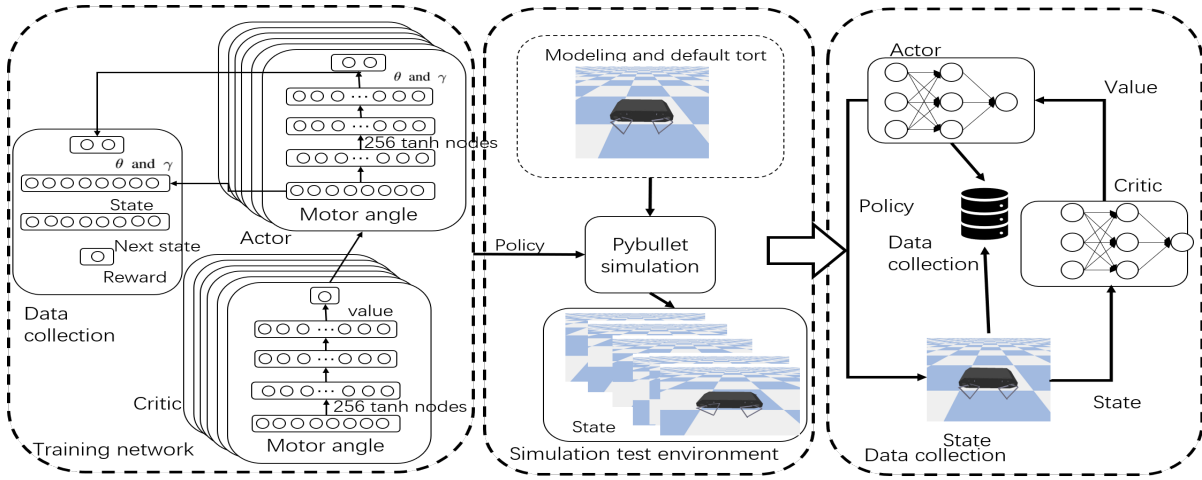 θ and γ
256 tanh nodes
Motor angle
Actor
θ and γ
State
Next state
Reward
Data
collection
value
256 tanh nodes
Motor angle
Critic
Training network
Policy
Modeling and default tort
Pybullet
simulation
State
Simulation test environment
Actor
Value
Critic
Policy
Data
collection
State
State
Data collection